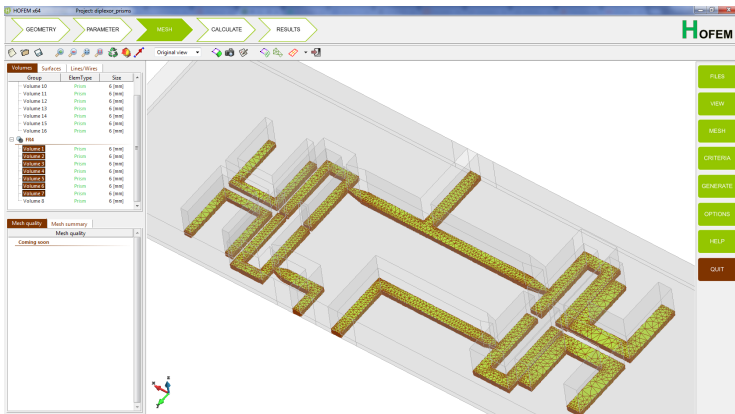 HOFEM x64 Project: diplexor_prisms
GEOMETRY PARAMETER MESH CALCULATE RESULTS
HOFEM
Original view
Volumes Surfaces Lines/Wires
Group ElemType Size
Volume 10 Prism 6 [mm]
Volume 11 Prism 6 [mm]
Volume 12 Prism 6 [mm]
Volume 13 Prism 6 [mm]
Volume 14 Prism 6 [mm]
Volume 15 Prism 6 [mm]
Volume 16 Prism 6 [mm]
FR4
Volume 1 Prism 6 [mm]
Volume 2 Prism 6 [mm]
Volume 3 Prism 6 [mm]
Volume 4 Prism 6 [mm]
Volume 5 Prism 6 [mm]
Volume 6 Prism 6 [mm]
Volume 7 Prism 6 [mm]
Volume 8 Prism 6 [mm]
Mesh quality Mesh summary
Mesh quality
Coming soon
x
z
y
FILES
VIEW
MESH
CRITERIA
GENERATE
OPTIONS
HELP
QUIT